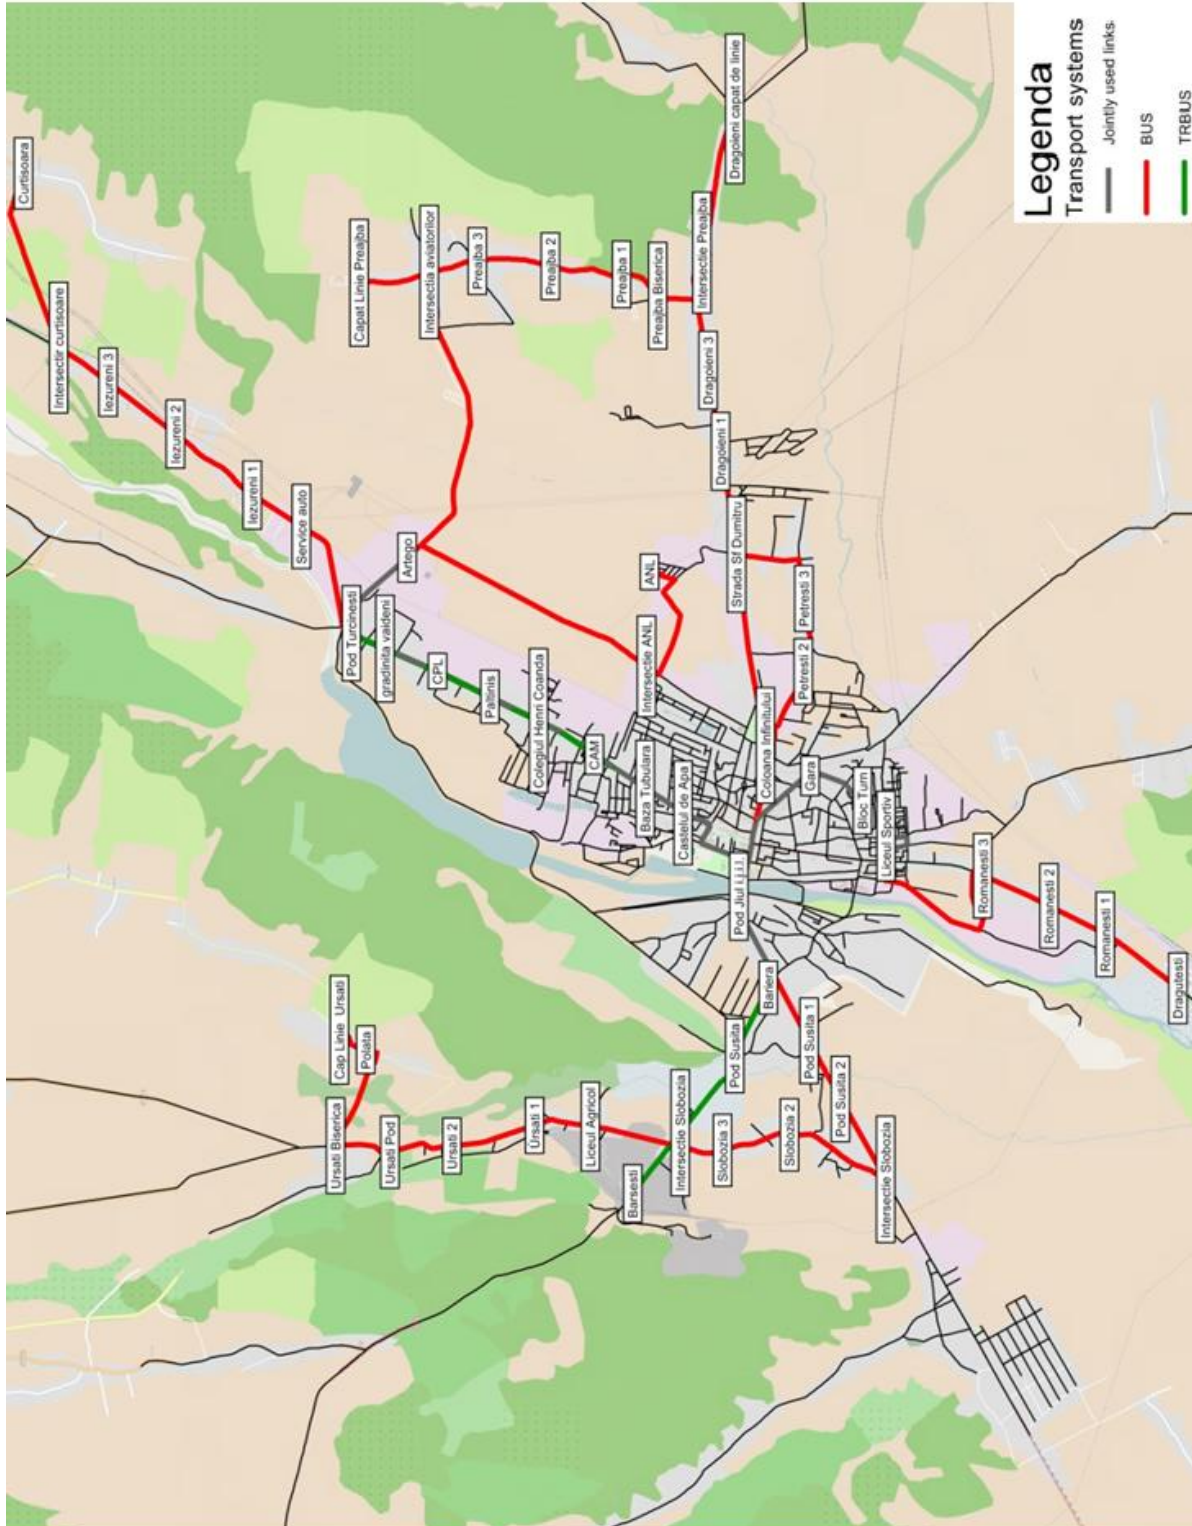 Cap Linie Ursati
Polata
Ursati Biserica
Ursati Pod
Ursati 2
Ursati 1
Liceul Agricol
Barsesti
Intersectie Slobozia
Slobozia 3
Slobozia 2
Intersectie Slobozia
Pod Susita 2
Pod Susita 1
Pod Susita
Bariera
Pod Jiul i.j.i.l.
Curtisoara
Intersectir curtisoare
Iezureni 3
Iezureni 2
Iezureni 1
Service auto
Pod Turcinesti
Artego
gradinita vaideni
CPL
Paltinis
Colegiul Henri Coanda
CAM
Baza Tubulara
Castelul de Apa
Intersectie ANL
ANL
Capat Linie Preajba
Intersectia aviatorilor
Preajba 3
Preajba 2
Preajba 1
Preajba Biserica
Intersectie Preajba
Dragoieni capat de linie
Dragoieni 3
Dragoieni 1
Strada Sf Dumitru
Petresti 3
Petresti 2
Coloana Infinitului
Gara
Bloc Turn
Liceul Sportiv
Romanesti 3
Romanesti 2
Romanesti 1
Dragutesti
Legenda
Transport systems
Jointly used links
BUS
TRBUS